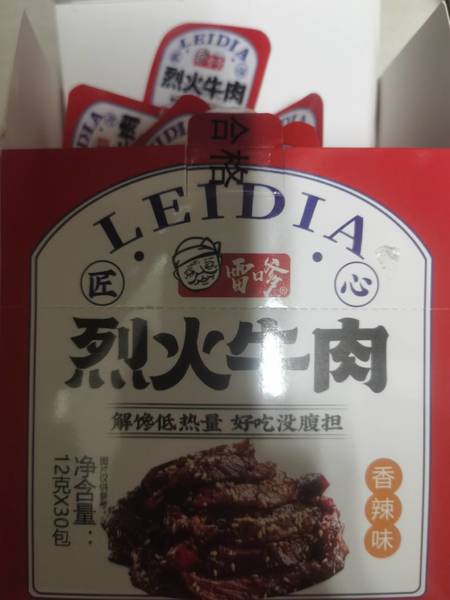 LEIDIA
烈火牛肉
LEIDIA
合格
LEIDIA
匠
雷嗲®
心
烈火牛肉
解馋低热量 好吃没腹担
香辣味
净含量:
12克X30包